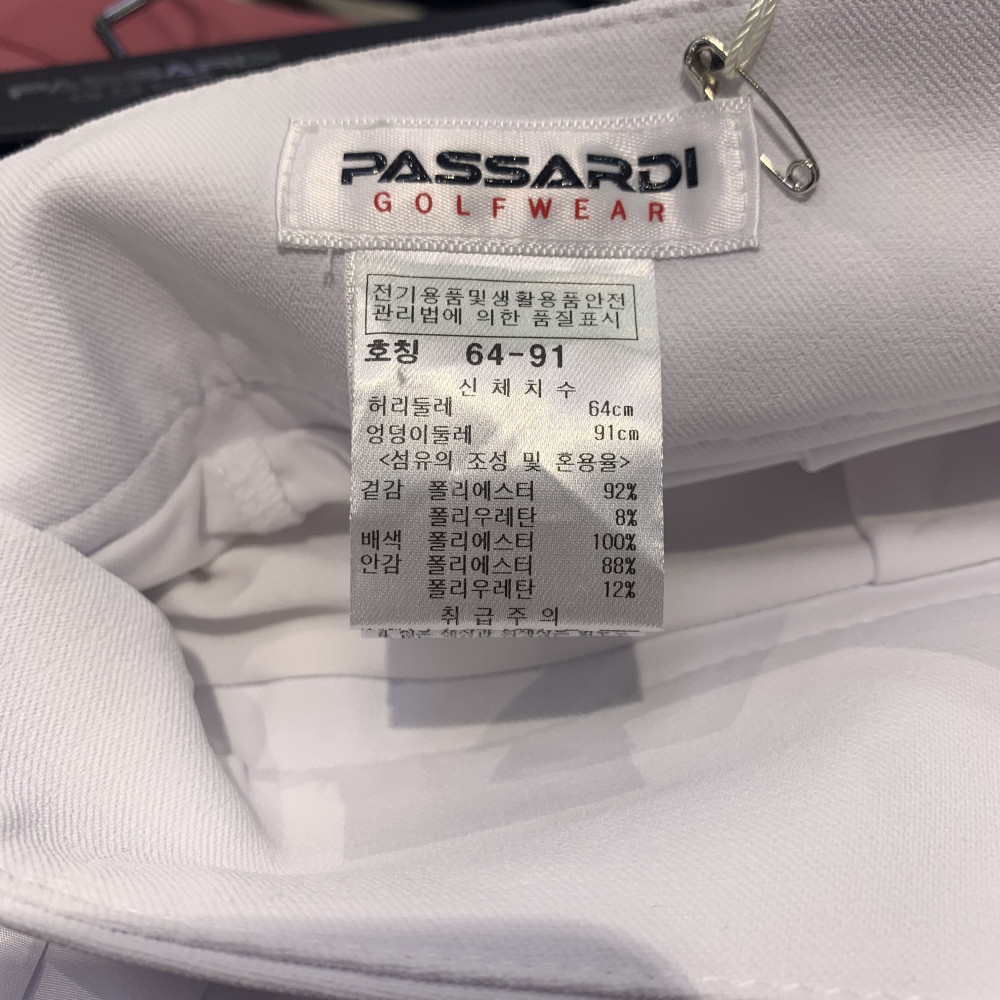 PASSARDI
PASSARDI
GOLFWEAR
전기용품및생활용품안전
관리법에 의한 품질표시
호칭 64-91
신체치수
허리둘레 64cm
엉덩이둘레 91cm
<섬유의 조성 및 혼용율>
겉감 폴리에스터 92%
폴리우레탄 8%
배색 폴리에스터 100%
안감 폴리에스터 88%
폴리우레탄 12%
취급주의